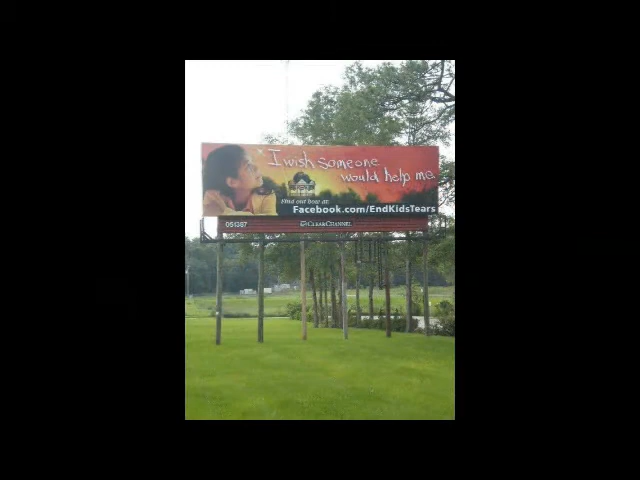 "I wish someone
would help me.
Find out how at:
Facebook.com/EndKidsTears
051387
CLEARCHANNEL